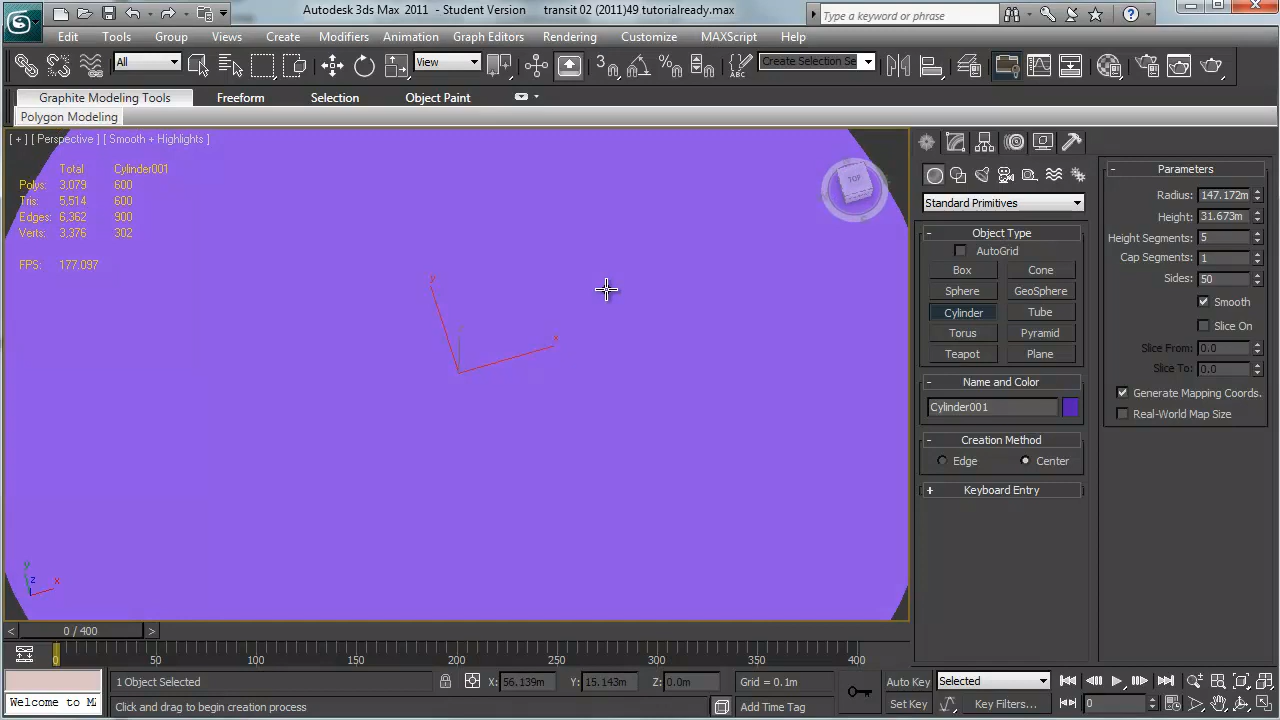 Autodesk 3ds Max 2011 - Student Version transit 02 (2011)49 tutorialready.max
Type a keyword or phrase
Edit Tools Group Views Create Modifiers Animation Graph Editors Rendering Customize MAXScript Help
All View 3 Create Selection Se
Graphite Modeling Tools Freeform Selection Object Paint
Polygon Modeling
[ + ] [ Perspective ] [ Smooth + Highlights ]
Total Cylinder001
Polys: 3,079 600
Tris: 5,514 600
Edges: 6,362 900
Verts: 3,376 302
FPS: 177.097
TOP
y
x
y
z
x
Standard Primitives
- Object Type
AutoGrid
Box Cone
Sphere GeoSphere
Cylinder Tube
Torus Pyramid
Teapot Plane
- Name and Color
Cylinder001
- Creation Method
Edge Center
+ Keyboard Entry
- Parameters
Radius: 147.172m
Height: 31.673m
Height Segments: 5
Cap Segments: 1
Sides: 50
Smooth
Slice On
Slice From: 0.0
Slice To: 0.0
Generate Mapping Coords.
Real-World Map Size
< 0 / 400 >
0 50 100 150 200 250 300 350 400
1 Object Selected X: 56.139m Y: 15.143m Z: 0.0m Grid = 0.1m Auto Key Selected
Welcome to MA Click and drag to begin creation process Add Time Tag Set Key Key Filters... 0